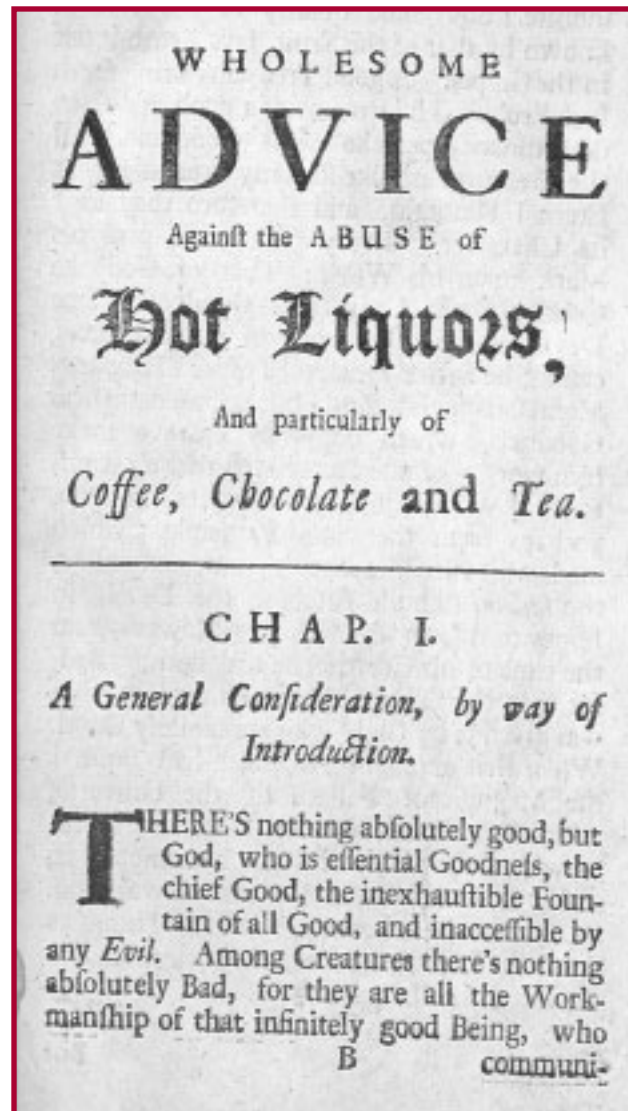 WHOLESOME
ADVICE
Againſt the ABUSE of
Hot Liquors,
And particularly of
Coffee, Chocolate and Tea.
CHAP. I.
A General Conſideration, by way of
Introduction.
THERE'S nothing abſolutely good, but
God, who is eſſential Goodneſs, the
chief Good, the inexhauſtible Foun-
tain of all Good, and inacceſſible by
any Evil. Among Creatures there's nothing
abſolutely Bad, for they are all the Work-
manſhip of that infinitely good Being, who
B communi-